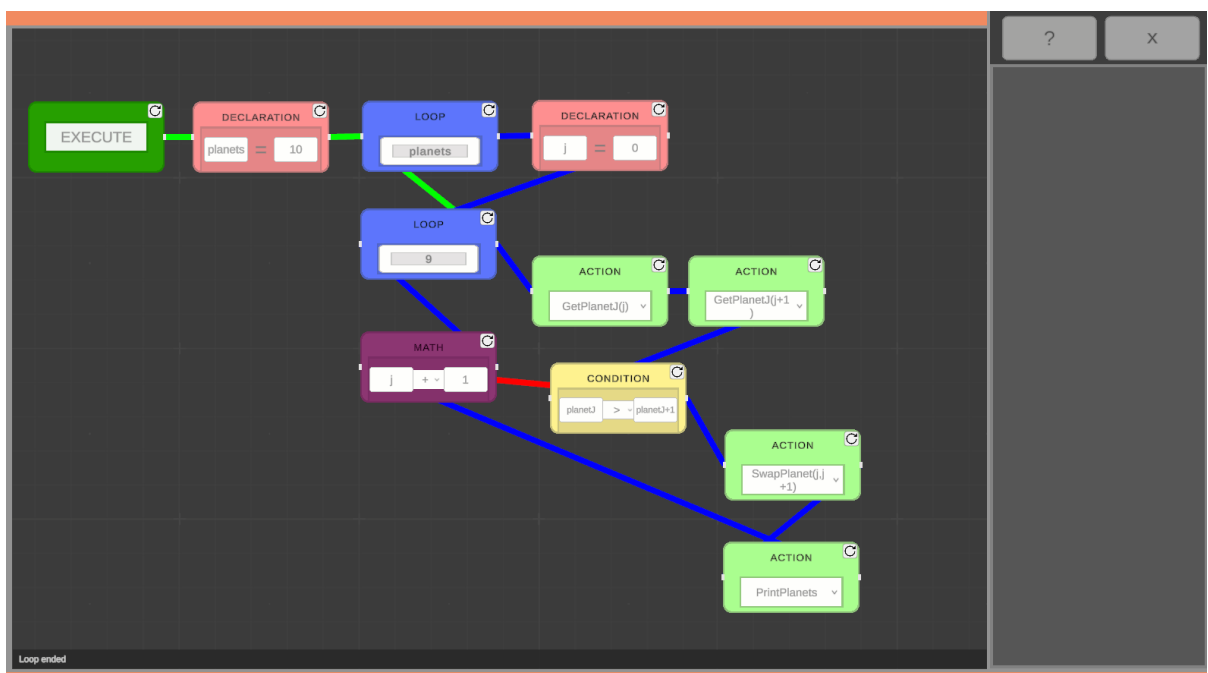 ? x
EXECUTE
DECLARATION
planets = 10
LOOP
planets
DECLARATION
j = 0
LOOP
9
ACTION
GetPlanetJ(j)
ACTION
GetPlanetJ(j+1
)
MATH
j + 1
CONDITION
planetJ > planetJ+1
ACTION
SwapPlanet(j,j
+1)
ACTION
PrintPlanets
Loop ended